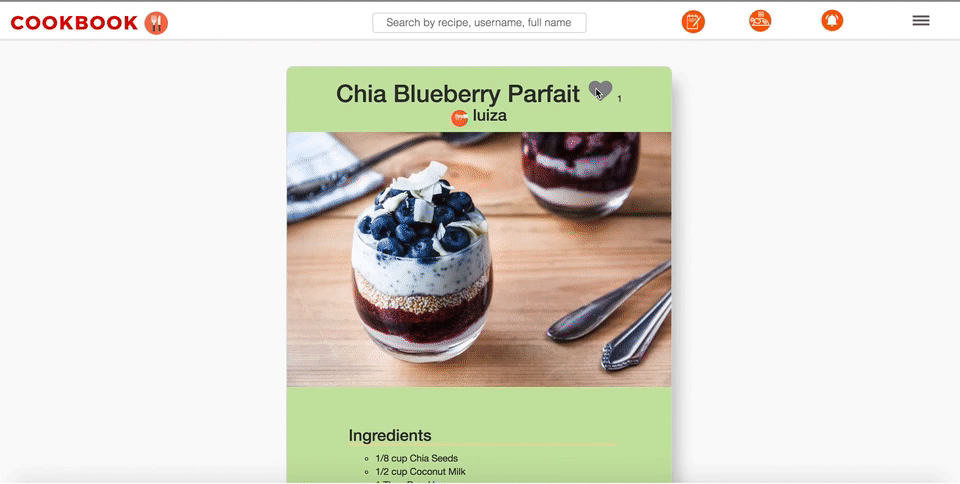 COOKBOOK
Search by recipe, username, full name
Chia Blueberry Parfait 1
luiza
Ingredients
1/8 cup Chia Seeds
1/2 cup Coconut Milk